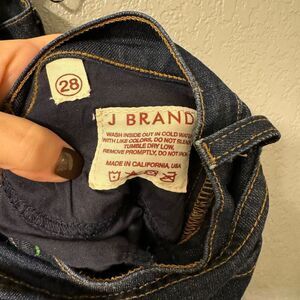 28
J BRAND
WASH INSIDE OUT IN COLD WATER
WITH LIKE COLORS, DO NOT BLEACH
TUMBLE DRY LOW,
REMOVE PROMPTLY, DO NOT IRON
MADE IN CALIFORNIA, USA